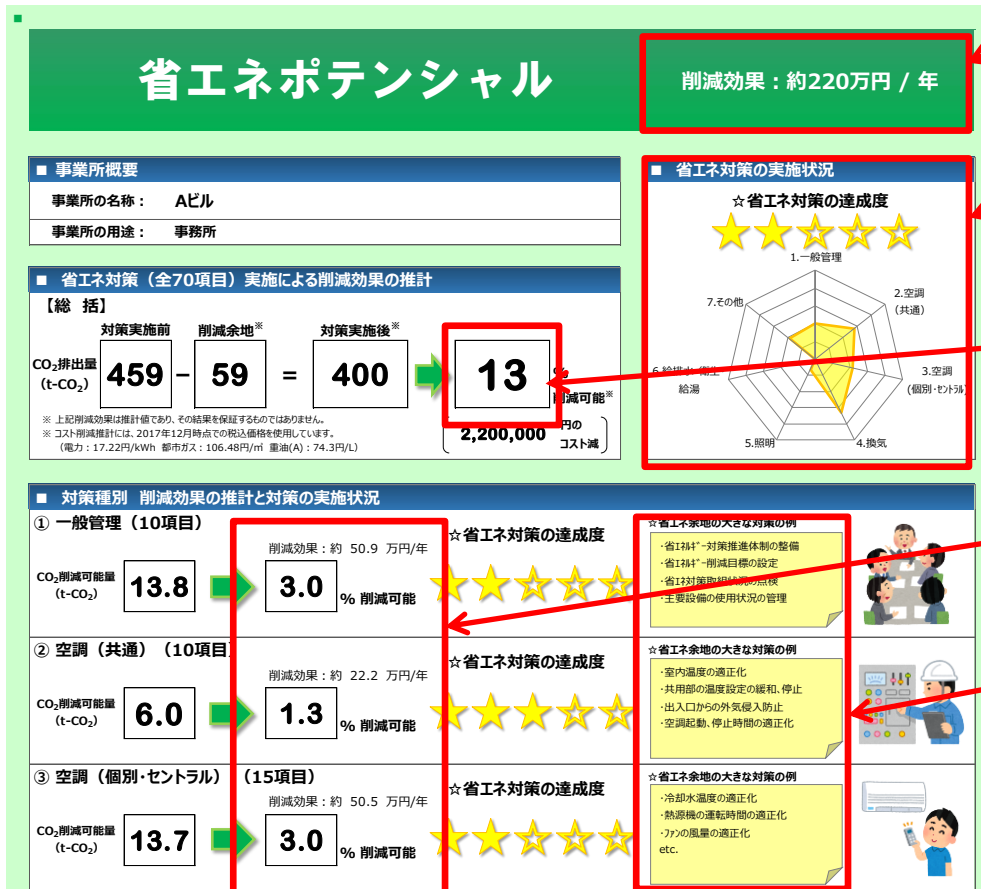 省エネポテンシャル
削減効果：約220万円 / 年
■ 事業所概要
事業所の名称： Aビル
事業所の用途： 事務所
■ 省エネ対策の実施状況
☆省エネ対策の達成度
1.一般管理
2.空調
(共通)
3.空調
(個別･セントラル)
4.換気
5.照明
6.給排水･衛生
給湯
7.その他
■ 省エネ対策（全70項目）実施による削減効果の推計
【総 括】
対策実施前 削減余地※ 対策実施後※
CO₂排出量
(t-CO₂)
459 − 59 = 400 13 %
削減可能※
※ 上記削減効果は推計値であり、その結果を保証するものではありません。
※ コスト削減推計には、2017年12月時点での税込価格を使用しています。
(電力：17.22円/kWh 都市ガス：106.48円/㎥ 重油(A)：74.3円/L)
2,200,000 円の
コスト減
■ 対策種別 削減効果の推計と対策の実施状況
① 一般管理（10項目）
削減効果：約 50.9 万円/年
CO₂削減可能量
(t-CO₂)
13.8 3.0 % 削減可能
☆省エネ対策の達成度
☆省エネ余地の大きな対策の例
･省ｴﾈﾙｷﾞｰ対策推進体制の整備
･省ｴﾈﾙｷﾞｰ削減目標の設定
･省ｴﾈ対策取組状況の点検
･主要設備の使用状況の管理
② 空調（共通）（10項目）
削減効果：約 22.2 万円/年
CO₂削減可能量
(t-CO₂)
6.0 1.3 % 削減可能
☆省エネ対策の達成度
☆省エネ余地の大きな対策の例
･室内温度の適正化
･共用部の温度設定の緩和、停止
･出入口からの外気侵入防止
･空調起動、停止時間の適正化
③ 空調（個別･セントラル）（15項目）
削減効果：約 50.5 万円/年
CO₂削減可能量
(t-CO₂)
13.7 3.0 % 削減可能
☆省エネ対策の達成度
☆省エネ余地の大きな対策の例
･冷却水温度の適正化
･熱源機の運転時間の適正化
･ﾌｧﾝの風量の適正化
etc.